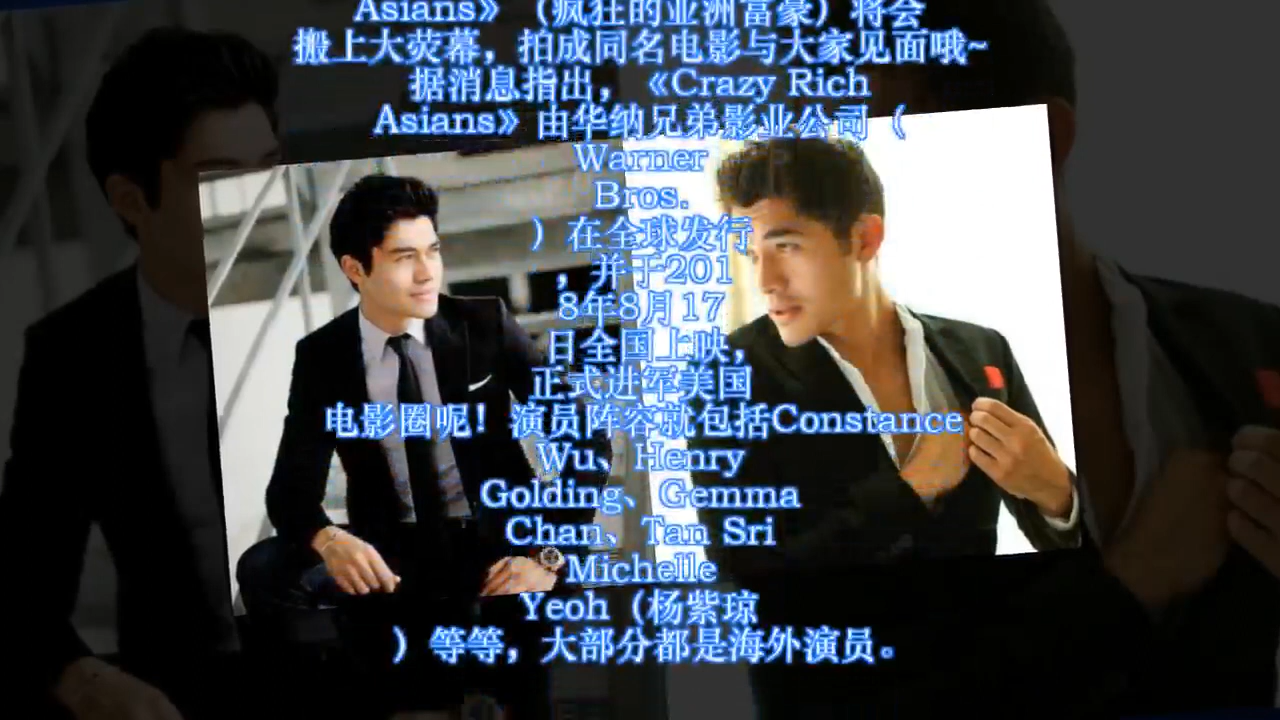 Asians》（疯狂的亚洲富豪）将会
搬上大荧幕，拍成同名电影与大家见面哦~
据消息指出，《Crazy Rich
Asians》由华纳兄弟影业公司（
Warner
Bros.
）在全球发行
，并于201
8年8月17
日全国上映，
正式进军美国
电影圈呢！演员阵容就包括Constance
Wu、Henry
Golding、Gemma
Chan、Tan Sri
Michelle
Yeoh（杨紫琼
）等等，大部分都是海外演员。